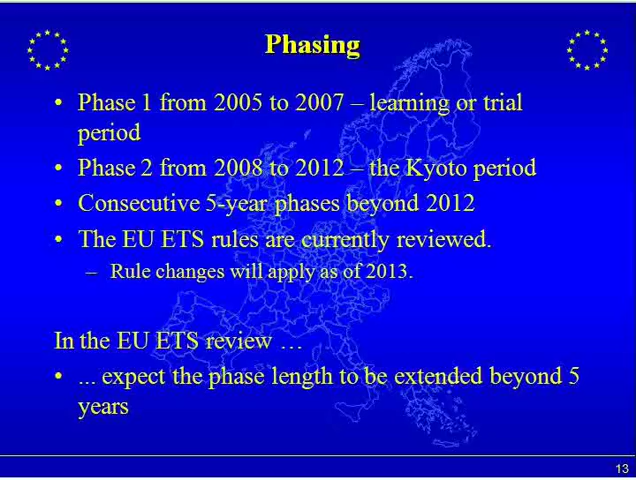 Phasing
• Phase 1 from 2005 to 2007 – learning or trial
period
• Phase 2 from 2008 to 2012 – the Kyoto period
• Consecutive 5-year phases beyond 2012
• The EU ETS rules are currently reviewed.
– Rule changes will apply as of 2013.
In the EU ETS review …
• ... expect the phase length to be extended beyond 5
years
13